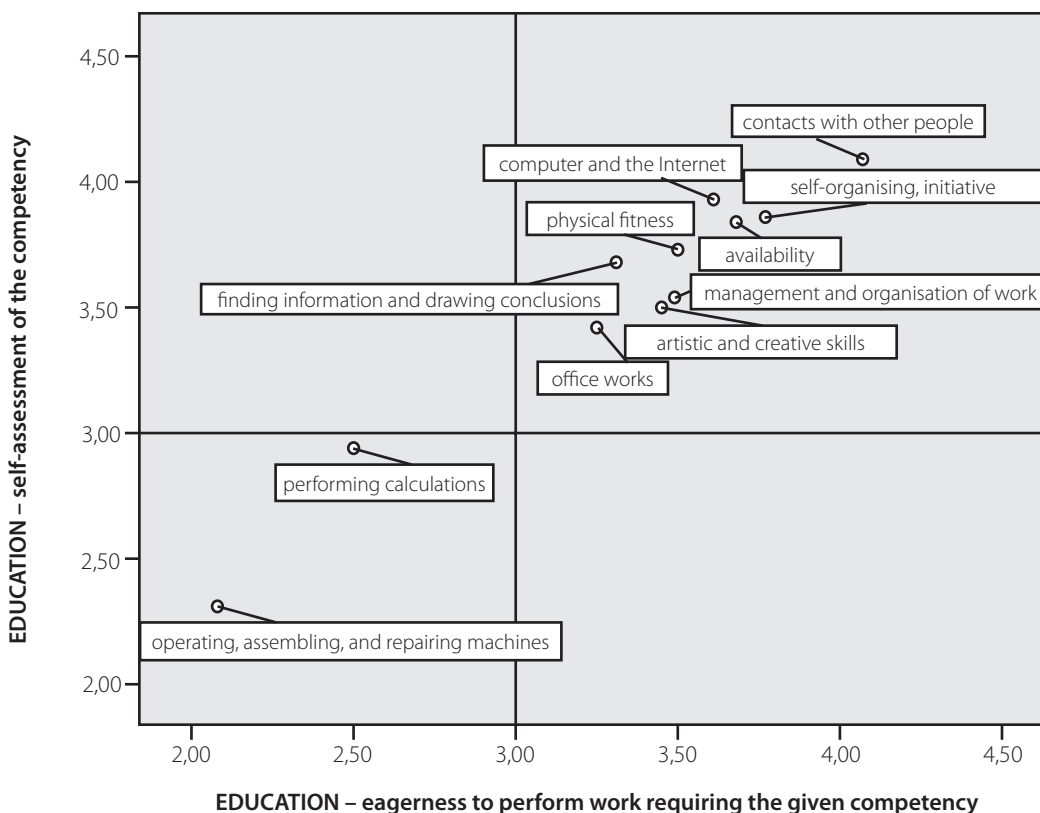 4,50
contacts with other people
computer and the Internet
4,00
self-organising, initiative
physical fitness
availability
finding information and drawing conclusions
management and organisation of work
3,50
artistic and creative skills
office works
3,00
performing calculations
2,50
operating, assembling, and repairing machines
2,00
EDUCATION – self-assessment of the competency
2,00 2,50 3,00 3,50 4,00 4,50
EDUCATION – eagerness to perform work requiring the given competency